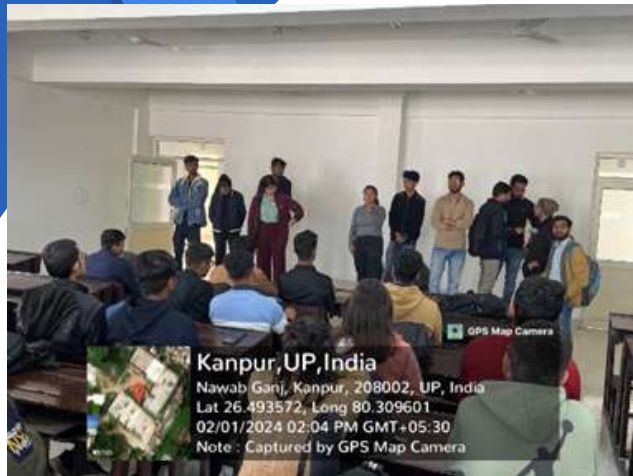 GPS Map Camera
Kanpur,UP,India
Nawab Ganj, Kanpur, 208002, UP, India
Lat 26.493572, Long 80.309601
02/01/2024 02:04 PM GMT+05:30
Note : Captured by GPS Map Camera